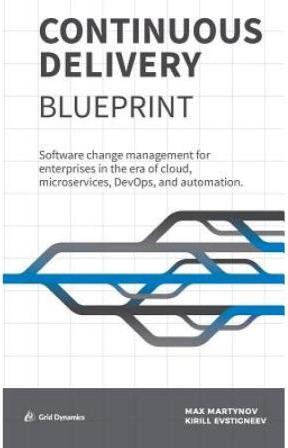 CONTINUOUS
DELIVERY
BLUEPRINT
Software change management for
enterprises in the era of cloud,
microservices, DevOps, and automation.
Grid Dynamics
MAX MARTYNOV
KIRILL EVSTIGNEEV